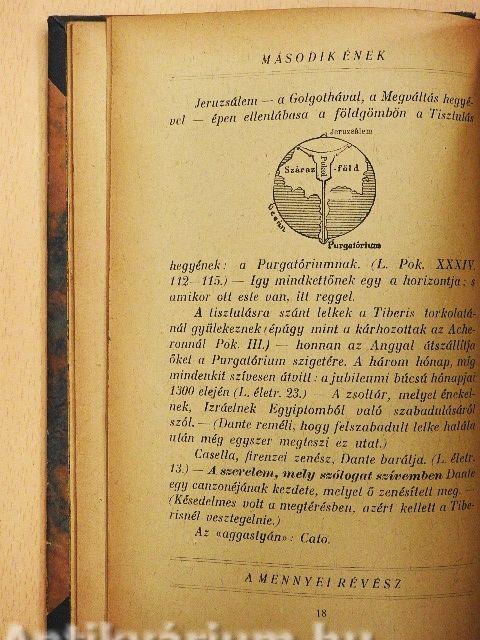 MÁSODIK ÉNEK
Jeruzsálem — a Golgothával, a Megváltás hegyé-
vel — épen ellenlábasa a földgömbön a Tisztulás
Jeruzsálem
Száraz
Pokol
-föld
Óceán
Purgatórium
hegyének: a Purgatóriumnak. (L. Pok. XXXIV.
112—115.) — Igy mindkettőnek egy a horizontja; s
amikor ott este van, itt reggel.
A tisztulásra szánt lelkek a Tiberis torkolatá-
nál gyülekeznek (épúgy mint a kárhozottak az Ache-
ronnál Pok. III.) — honnan az Angyal átszállítja
őket a Purgatórium szigetére. A három hónap, míg
mindenkit szívesen átvitt: a jubileumi búcsú hónapjai
1300 elején (L. életr. 23.) — A zsoltár, melyet énekel-
nek, Izráelnek Egyiptomból való szabadulásáról
szól. — (Dante reméli, hogy felszabadult lelke halála
után még egyszer megteszi ez utat.)
Casella, firenzei zenész, Dante barátja. (L. életr.
13.) — A szerelem, mely szólogat szívemben Dante
egy canzonéjának kezdete, melyet ő zenésített meg. —
(Késedelmes volt a megtérésben, azért kellett a Tibe-
risnél vesztegelnie.)
Az «aggastyán»: Cato.
A MENNYEI RÉVÉSZ
18
Antikvárium.hu